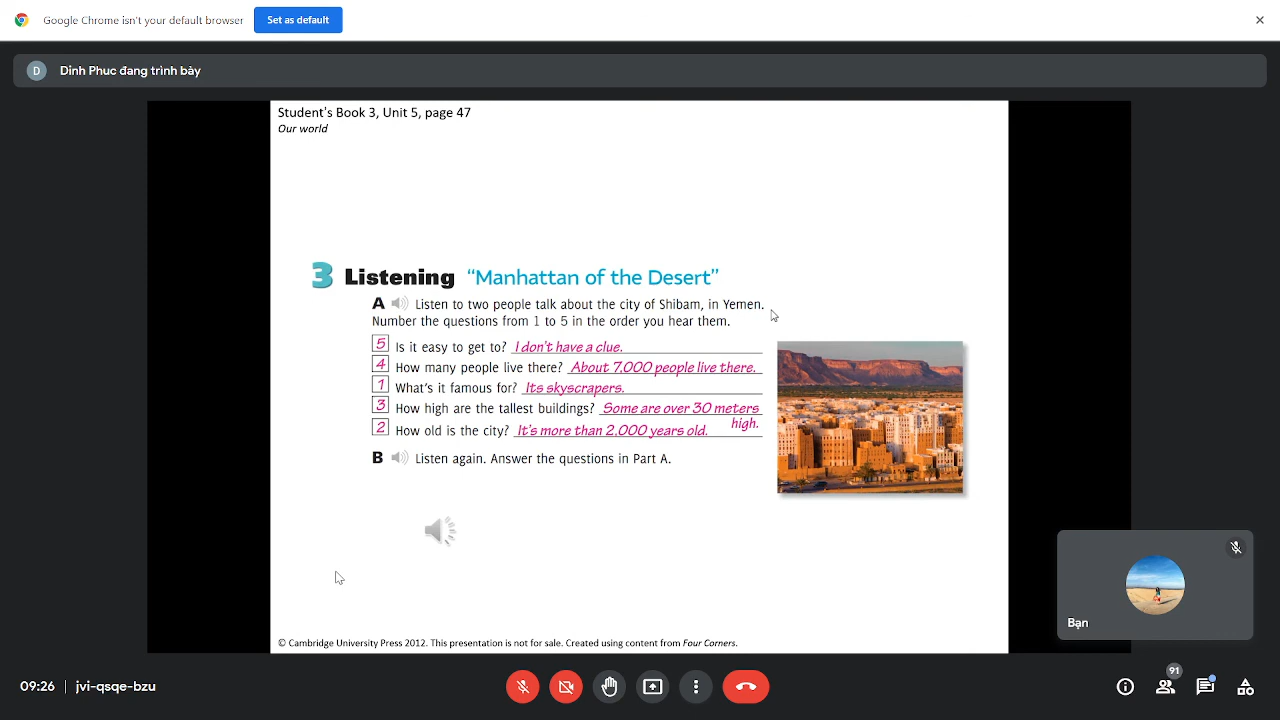 Google Chrome isn't your default browser
Set as default
D
Dinh Phuc đang trình bày
Student's Book 3, Unit 5, page 47
Our world
3 Listening “Manhattan of the Desert”
A Listen to two people talk about the city of Shibam, in Yemen.
Number the questions from 1 to 5 in the order you hear them.
5 Is it easy to get to? I don't have a clue.
4 How many people live there? About 7,000 people live there.
1 What's it famous for? Its skyscrapers.
3 How high are the tallest buildings? Some are over 30 meters
high.
2 How old is the city? It's more than 2,000 years old.
B Listen again. Answer the questions in Part A.
Bạn
© Cambridge University Press 2012. This presentation is not for sale. Created using content from Four Corners.
09:26 | jvi-qsqe-bzu
91